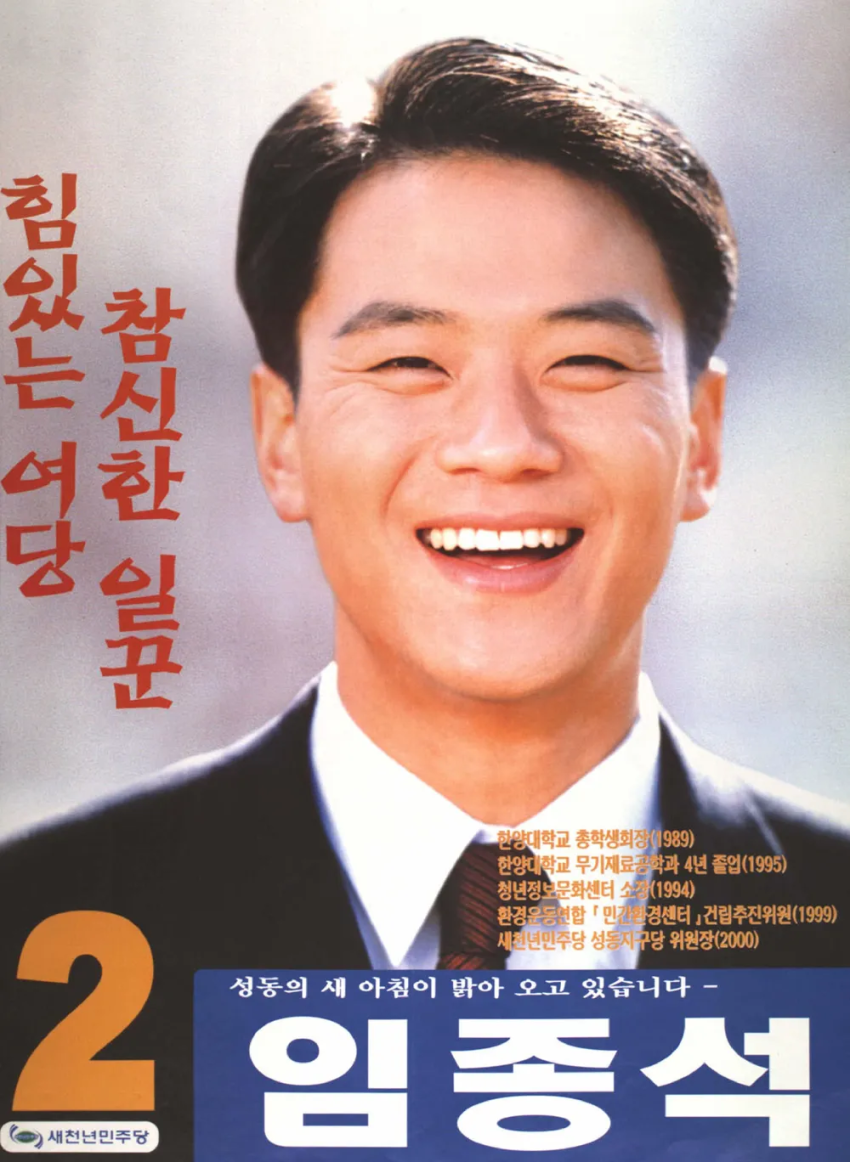 힘있는 여당
참신한 일꾼
한양대학교 총학생회장(1989)
한양대학교 무기재료공학과 4년 졸업(1995)
청년정보문화센터 소장(1994)
환경운동연합 「민간환경센터」건립추진위원(1999)
새천년민주당 성동지구당 위원장(2000)
성동의 새 아침이 밝아 오고 있습니다 -
2
임종석
새천년민주당